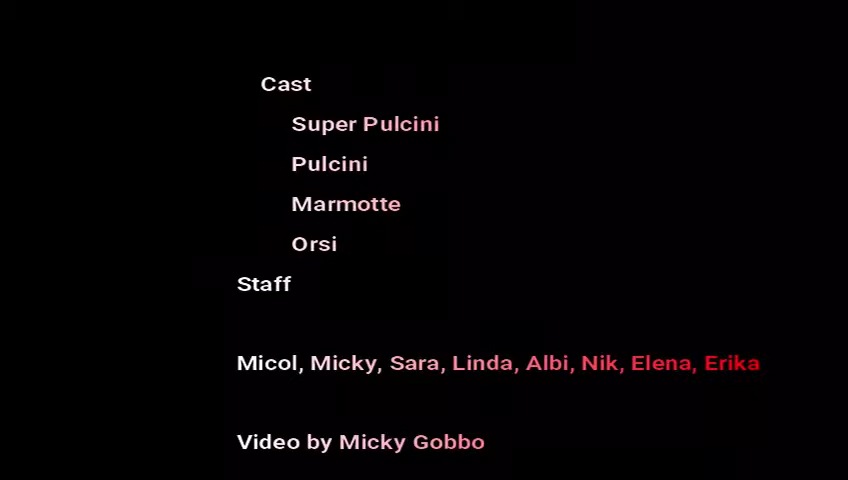 Cast
Super Pulcini
Pulcini
Marmotte
Orsi
Staff
Micol, Micky, Sara, Linda, Albi, Nik, Elena, Erika
Video by Micky Gobbo